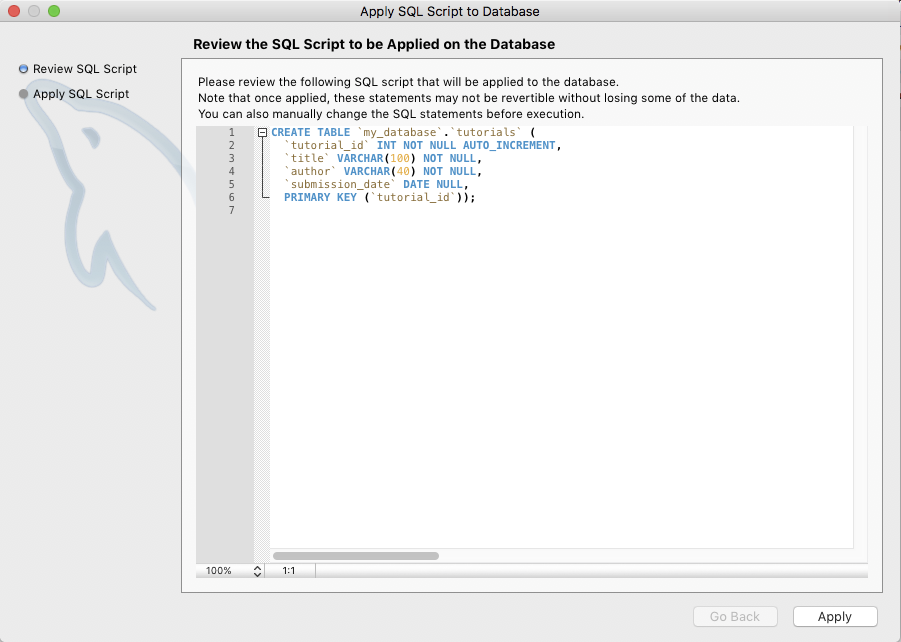 Apply SQL Script to Database
Review the SQL Script to be Applied on the Database
Review SQL Script
Apply SQL Script
Please review the following SQL script that will be applied to the database.
Note that once applied, these statements may not be revertible without losing some of the data.
You can also manually change the SQL statements before execution.
1 CREATE TABLE `my_database`.`tutorials` (
2 `tutorial_id` INT NOT NULL AUTO_INCREMENT,
3 `title` VARCHAR(100) NOT NULL,
4 `author` VARCHAR(40) NOT NULL,
5 `submission_date` DATE NULL,
6 PRIMARY KEY (`tutorial_id`));
7
100% 1:1
Go Back Apply